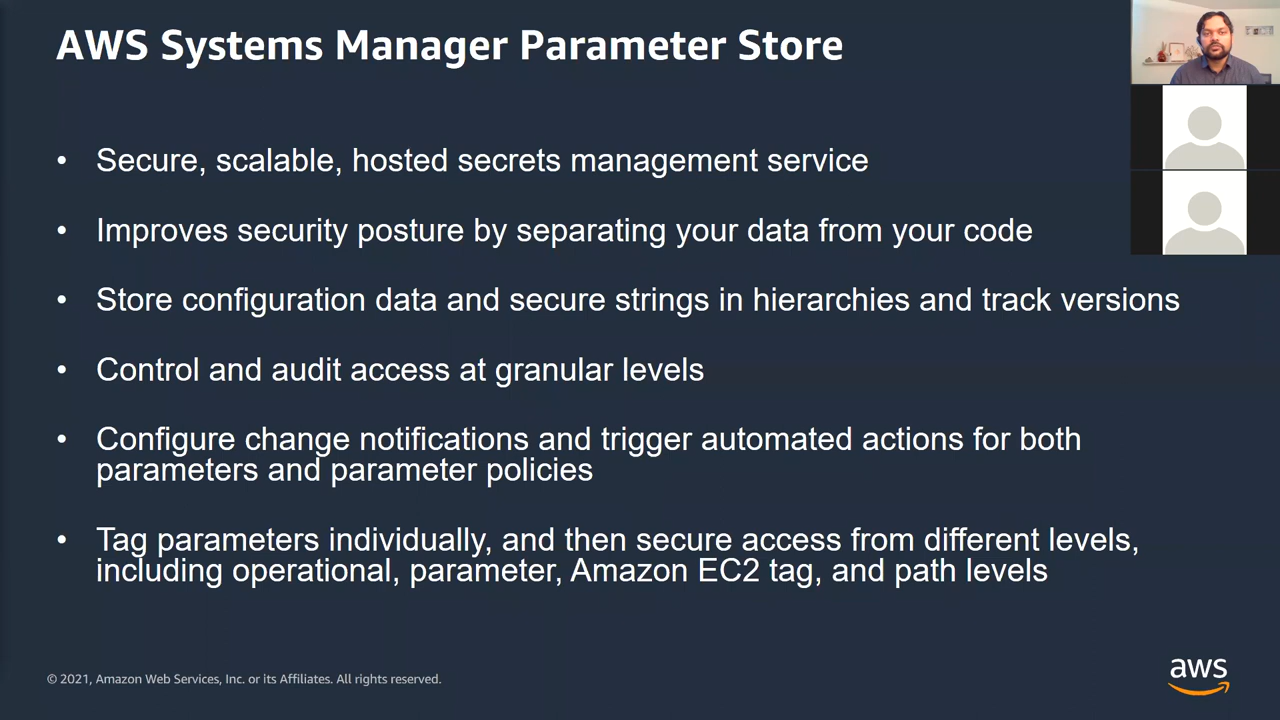 AWS Systems Manager Parameter Store
• Secure, scalable, hosted secrets management service
• Improves security posture by separating your data from your code
• Store configuration data and secure strings in hierarchies and track versions
• Control and audit access at granular levels
• Configure change notifications and trigger automated actions for both
parameters and parameter policies
• Tag parameters individually, and then secure access from different levels,
including operational, parameter, Amazon EC2 tag, and path levels
© 2021, Amazon Web Services, Inc. or its Affiliates. All rights reserved.
aws